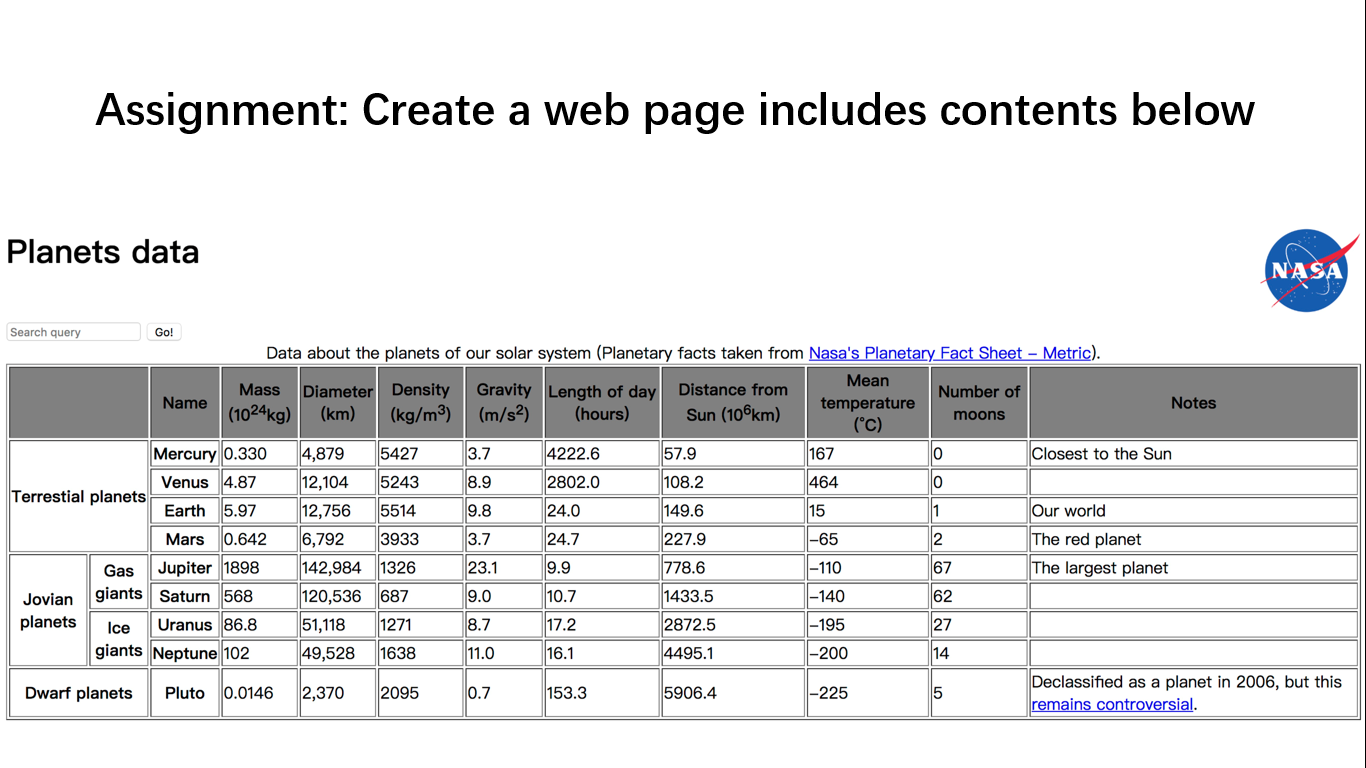 Assignment: Create a web page includes contents below
Planets data
NASA
Search query Go!
Data about the planets of our solar system (Planetary facts taken from Nasa's Planetary Fact Sheet – Metric).
Name Mass (10²⁴kg) Diameter (km) Density (kg/m³) Gravity (m/s²) Length of day (hours) Distance from Sun (10⁶km) Mean temperature (°C) Number of moons Notes
Terrestial planets Mercury 0.330 4,879 5427 3.7 4222.6 57.9 167 0 Closest to the Sun
Venus 4.87 12,104 5243 8.9 2802.0 108.2 464 0
Earth 5.97 12,756 5514 9.8 24.0 149.6 15 1 Our world
Mars 0.642 6,792 3933 3.7 24.7 227.9 –65 2 The red planet
Jovian planets Gas giants Jupiter 1898 142,984 1326 23.1 9.9 778.6 –110 67 The largest planet
Saturn 568 120,536 687 9.0 10.7 1433.5 –140 62
Ice giants Uranus 86.8 51,118 1271 8.7 17.2 2872.5 –195 27
Neptune 102 49,528 1638 11.0 16.1 4495.1 –200 14
Dwarf planets Pluto 0.0146 2,370 2095 0.7 153.3 5906.4 –225 5 Declassified as a planet in 2006, but this
remains controversial.